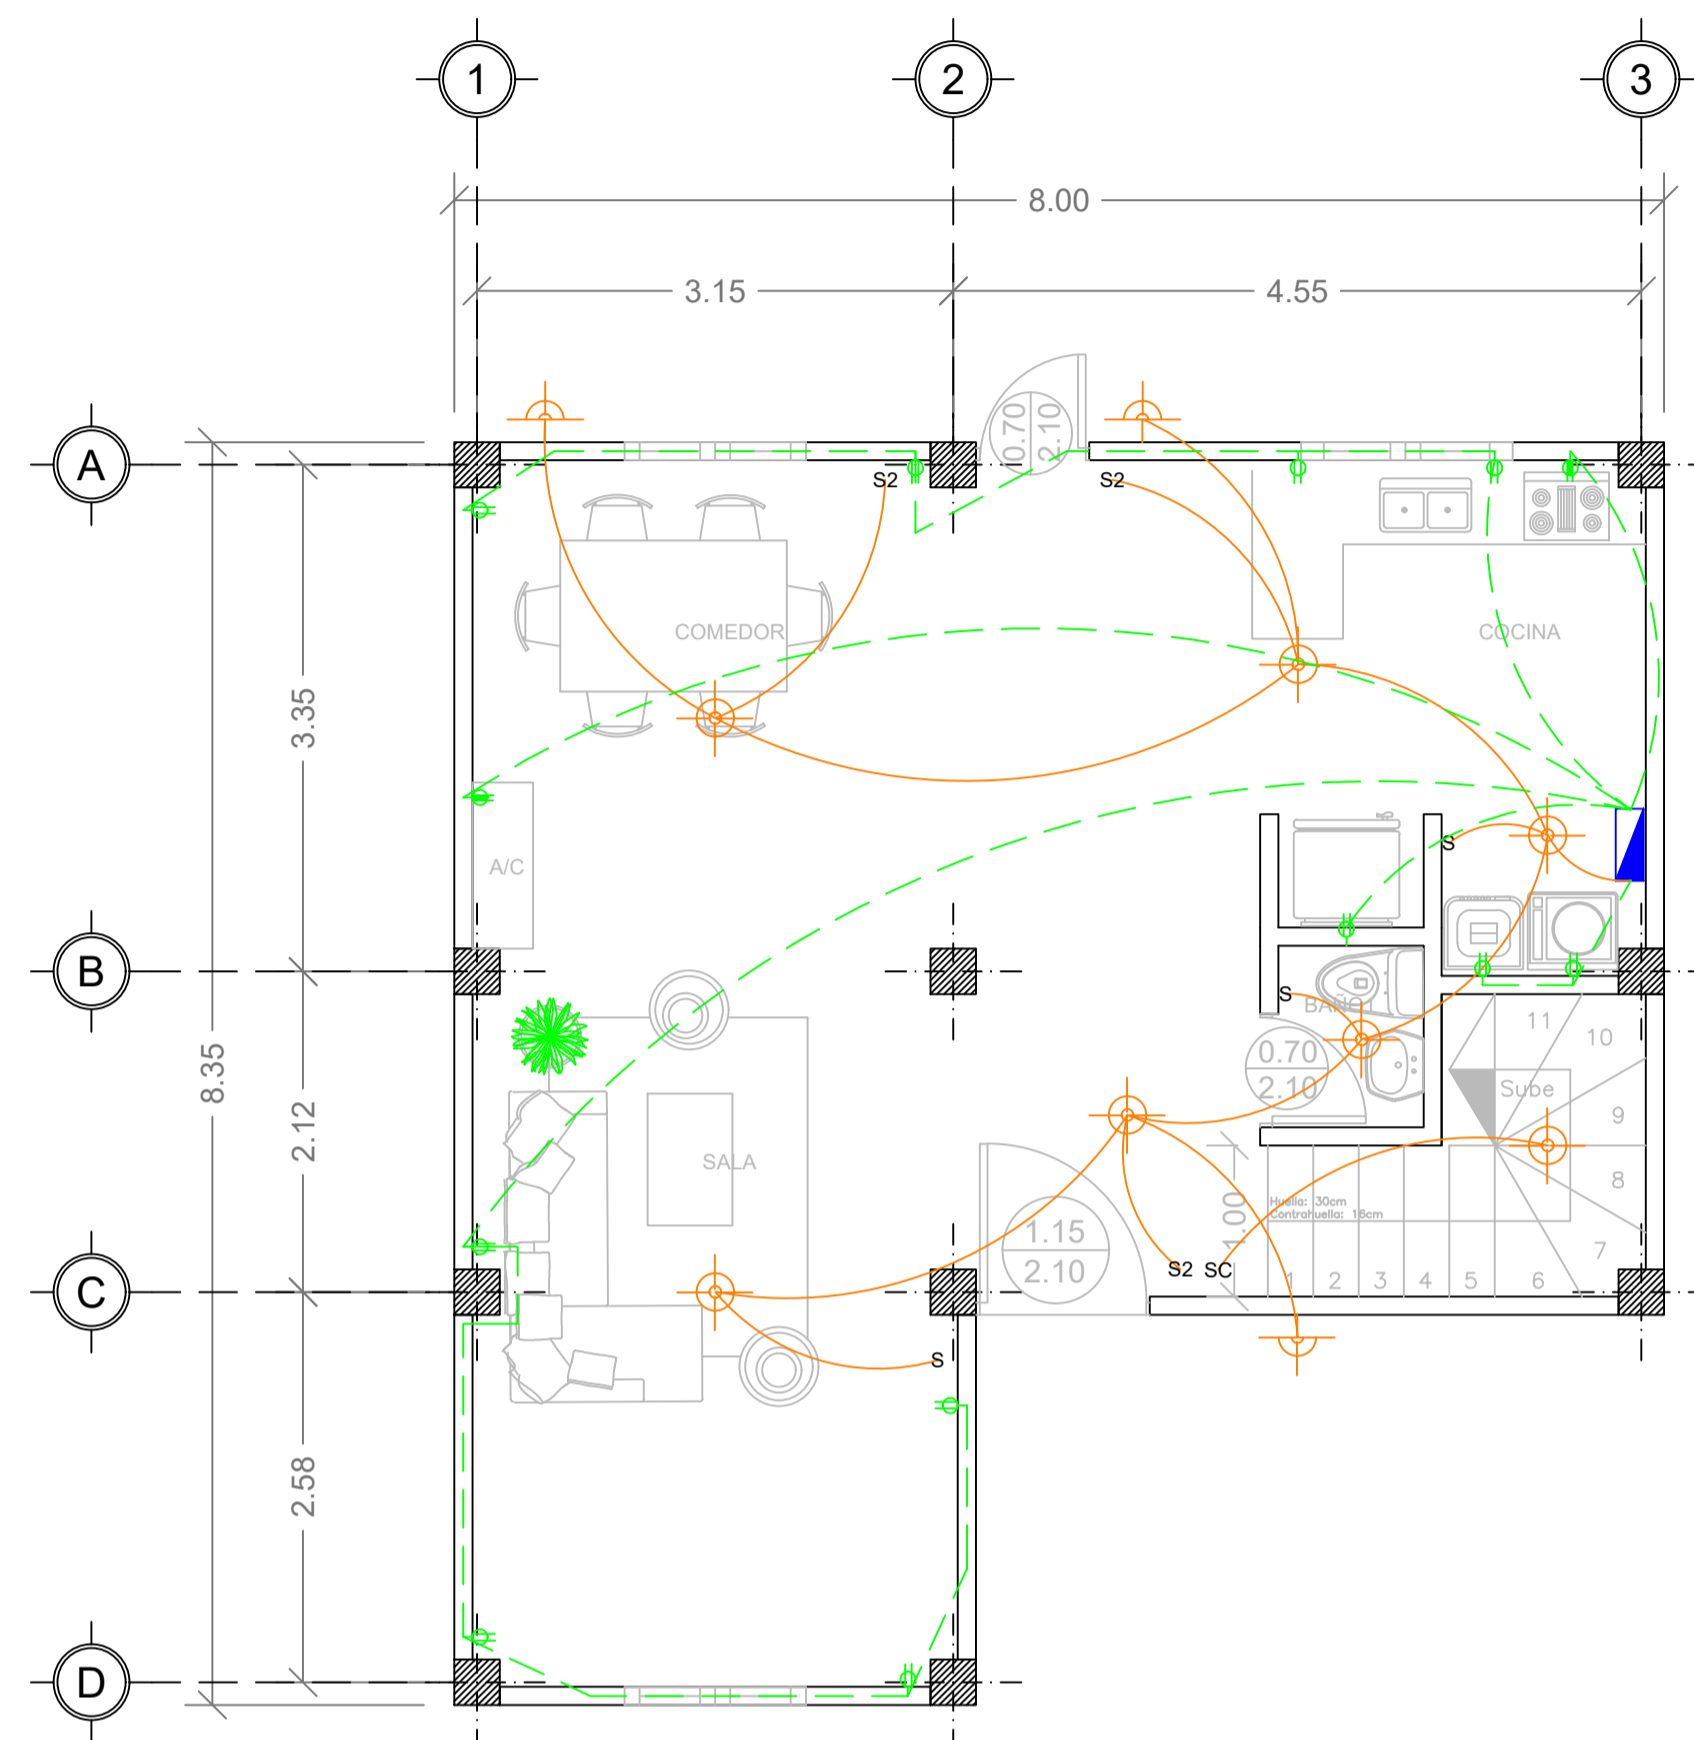 1 2 3
8.00
3.15 4.55
0.70
2.10
A
S2 S2
COMEDOR COCINA
3.35
S
A/C
B
S
BAÑO
11 10
0.70
2.10
8.35
Sube
9
2.12
SALA
8
Huella: 30cm
Contrahuella: 16cm
1.00
1.15
2.10
7
S2 SC
1 2 3 4 5 6
C
S
2.58
D